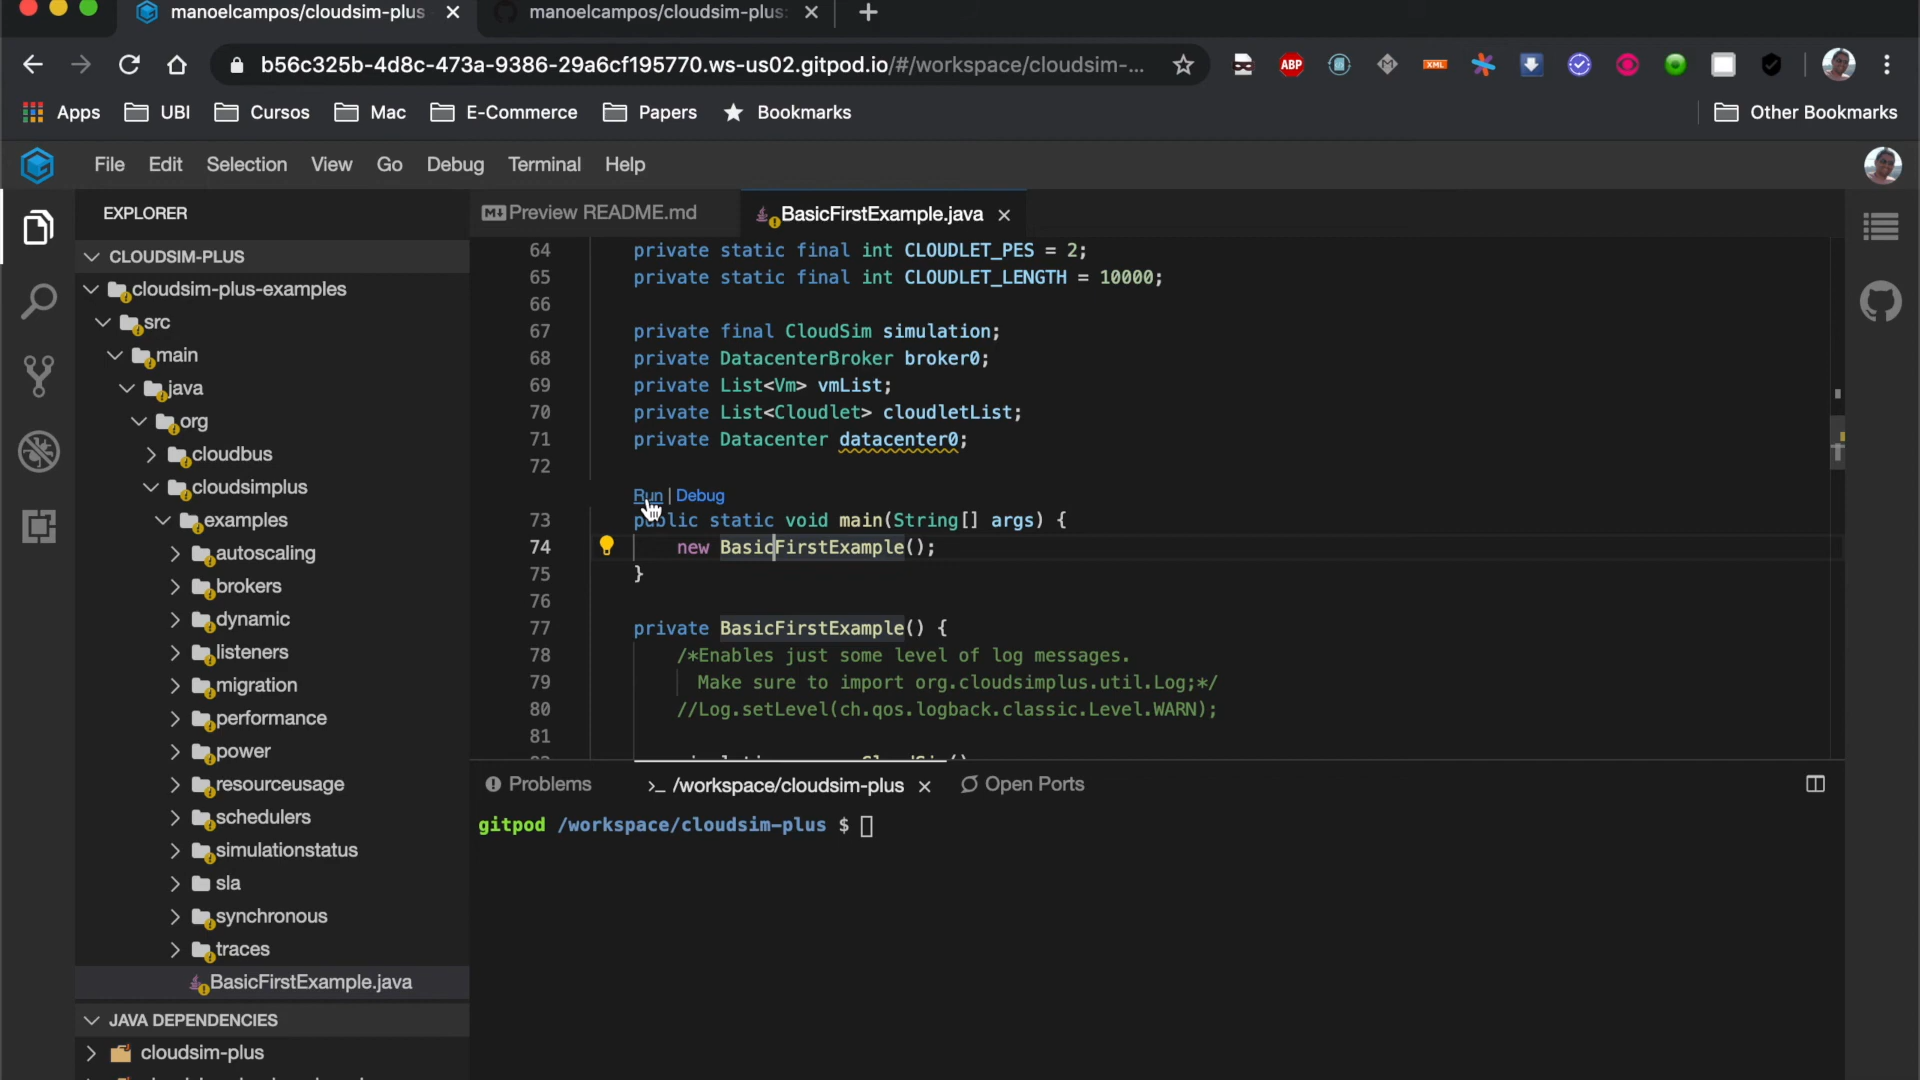 manoelcampos/cloudsim-plus
manoelcampos/cloudsim-plus:
b56c325b-4d8c-473a-9386-29a6cf195770.ws-us02.gitpod.io/#/workspace/cloudsim-...
ABP
XML
Apps
UBI
Cursos
Mac
E-Commerce
Papers
Bookmarks
Other Bookmarks
File
Edit
Selection
View
Go
Debug
Terminal
Help
EXPLORER
CLOUDSIM-PLUS
cloudsim-plus-examples
src
main
java
org
cloudbus
cloudsimplus
examples
autoscaling
brokers
dynamic
listeners
migration
performance
power
resourceusage
schedulers
simulationstatus
sla
synchronous
traces
BasicFirstExample.java
JAVA DEPENDENCIES
cloudsim-plus
Preview README.md
BasicFirstExample.java
64 private static final int CLOUDLET_PES = 2;
65 private static final int CLOUDLET_LENGTH = 10000;
66
67 private final CloudSim simulation;
68 private DatacenterBroker broker0;
69 private List<Vm> vmList;
70 private List<Cloudlet> cloudletList;
71 private Datacenter datacenter0;
72
Run | Debug
73 public static void main(String[] args) {
74 new BasicFirstExample();
75 }
76
77 private BasicFirstExample() {
78 /*Enables just some level of log messages.
79 Make sure to import org.cloudsimplus.util.Log;*/
80 //Log.setLevel(ch.qos.logback.classic.Level.WARN);
81
Problems
>_ /workspace/cloudsim-plus
Open Ports
gitpod /workspace/cloudsim-plus $